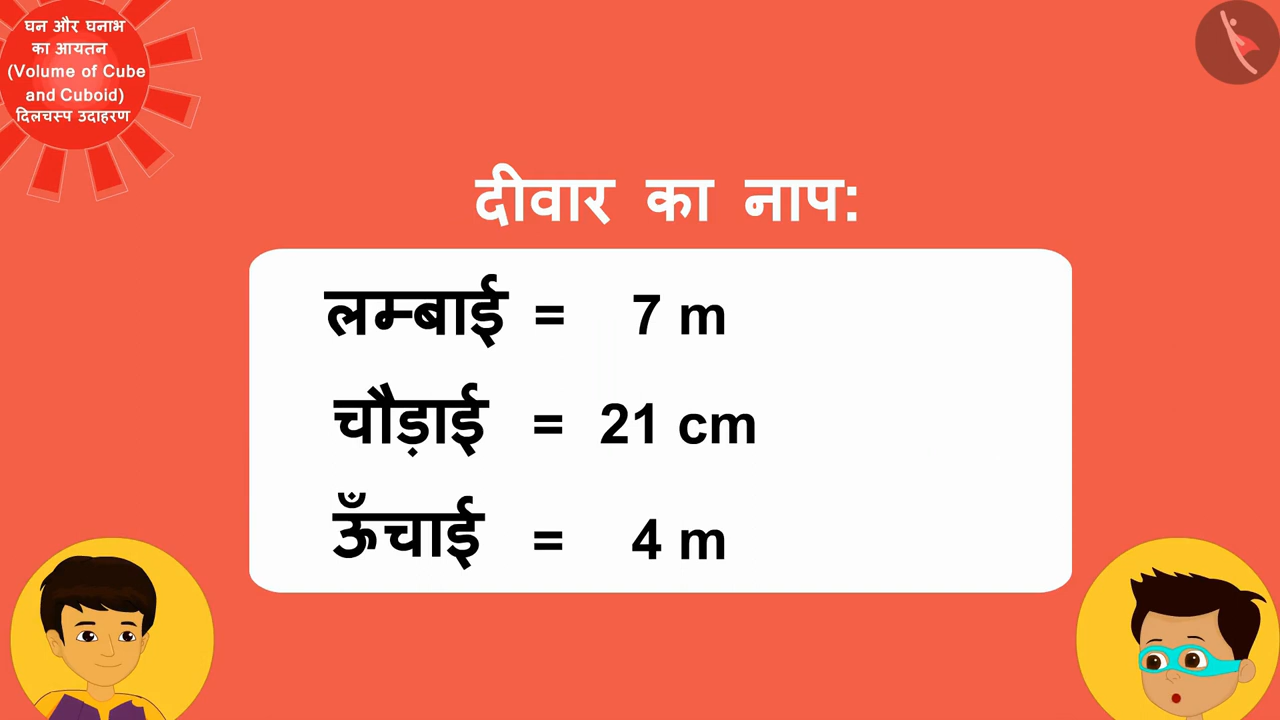 घन और घनाभ
का आयतन
(Volume of Cube
and Cuboid)
दिलचस्प उदाहरण
दीवार का नाप:
लम्बाई = 7 m
चौड़ाई = 21 cm
ऊँचाई = 4 m